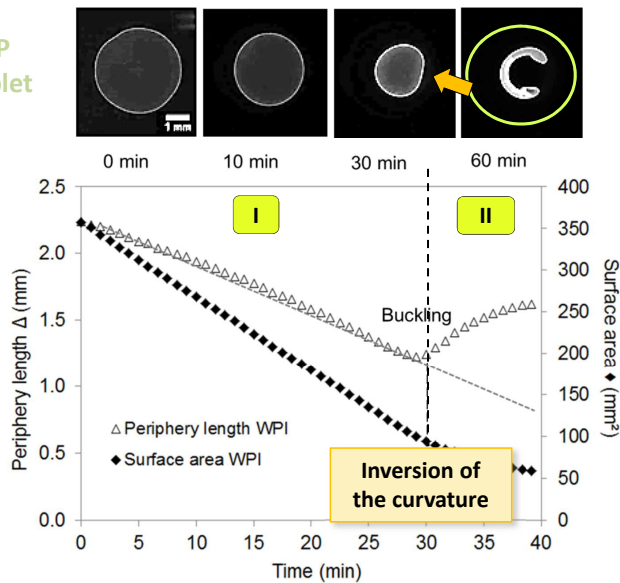 P
olet
1 mm
0 min 10 min 30 min 60 min
2.5 400
I II
350
2.0 300
250
1.5
Buckling 200
1.0 150
Periphery length Δ (mm)
Surface area ♦ (mm²)
△ Periphery length WPI
100
0.5 ♦ Surface area WPI
50
Inversion of
the curvature
0.0 0
0 5 10 15 20 25 30 35 40
Time (min)